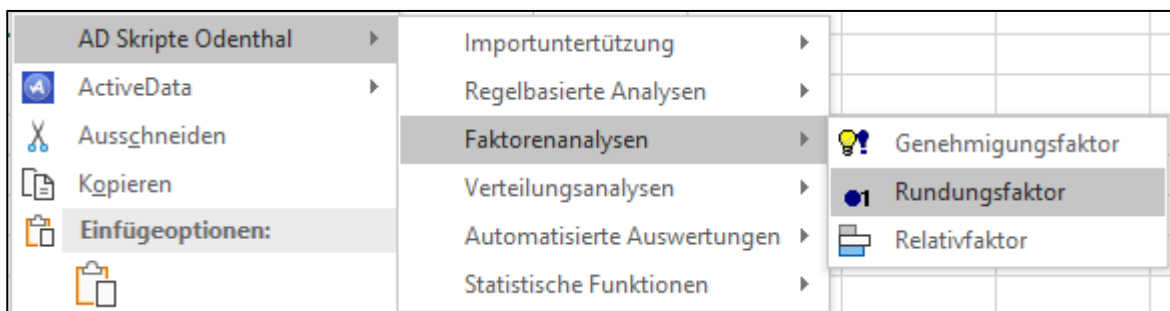 AD Skripte Odenthal
ActiveData
Ausschneiden
Kopieren
Einfügeoptionen:
Importuntertützung
Regelbasierte Analysen
Faktorenanalysen
Verteilungsanalysen
Automatisierte Auswertungen
Statistische Funktionen
Genehmigungsfaktor
Rundungsfaktor
Relativfaktor